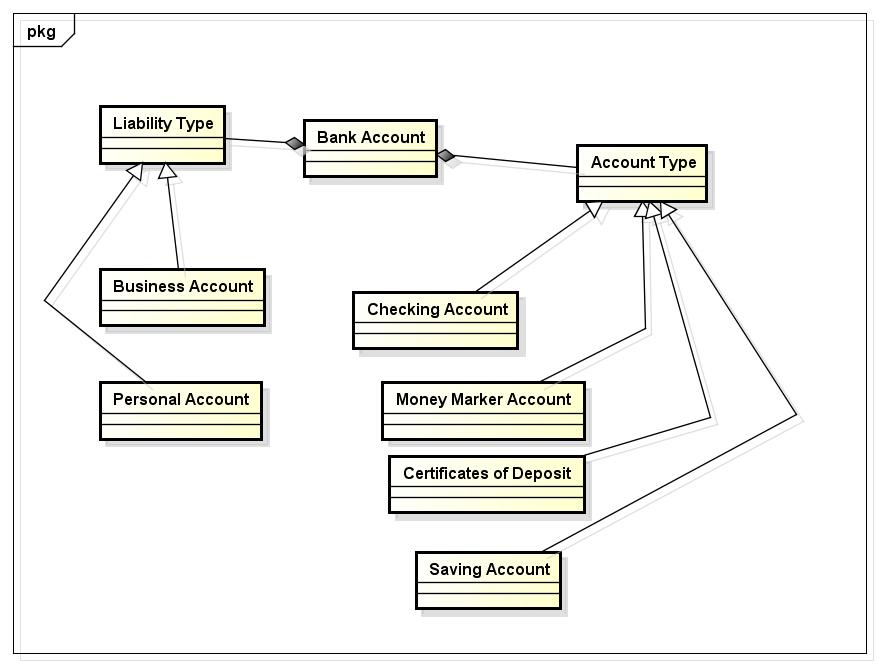 pkg
Liability Type
Bank Account
Account Type
Business Account
Checking Account
Personal Account
Money Marker Account
Certificates of Deposit
Saving Account